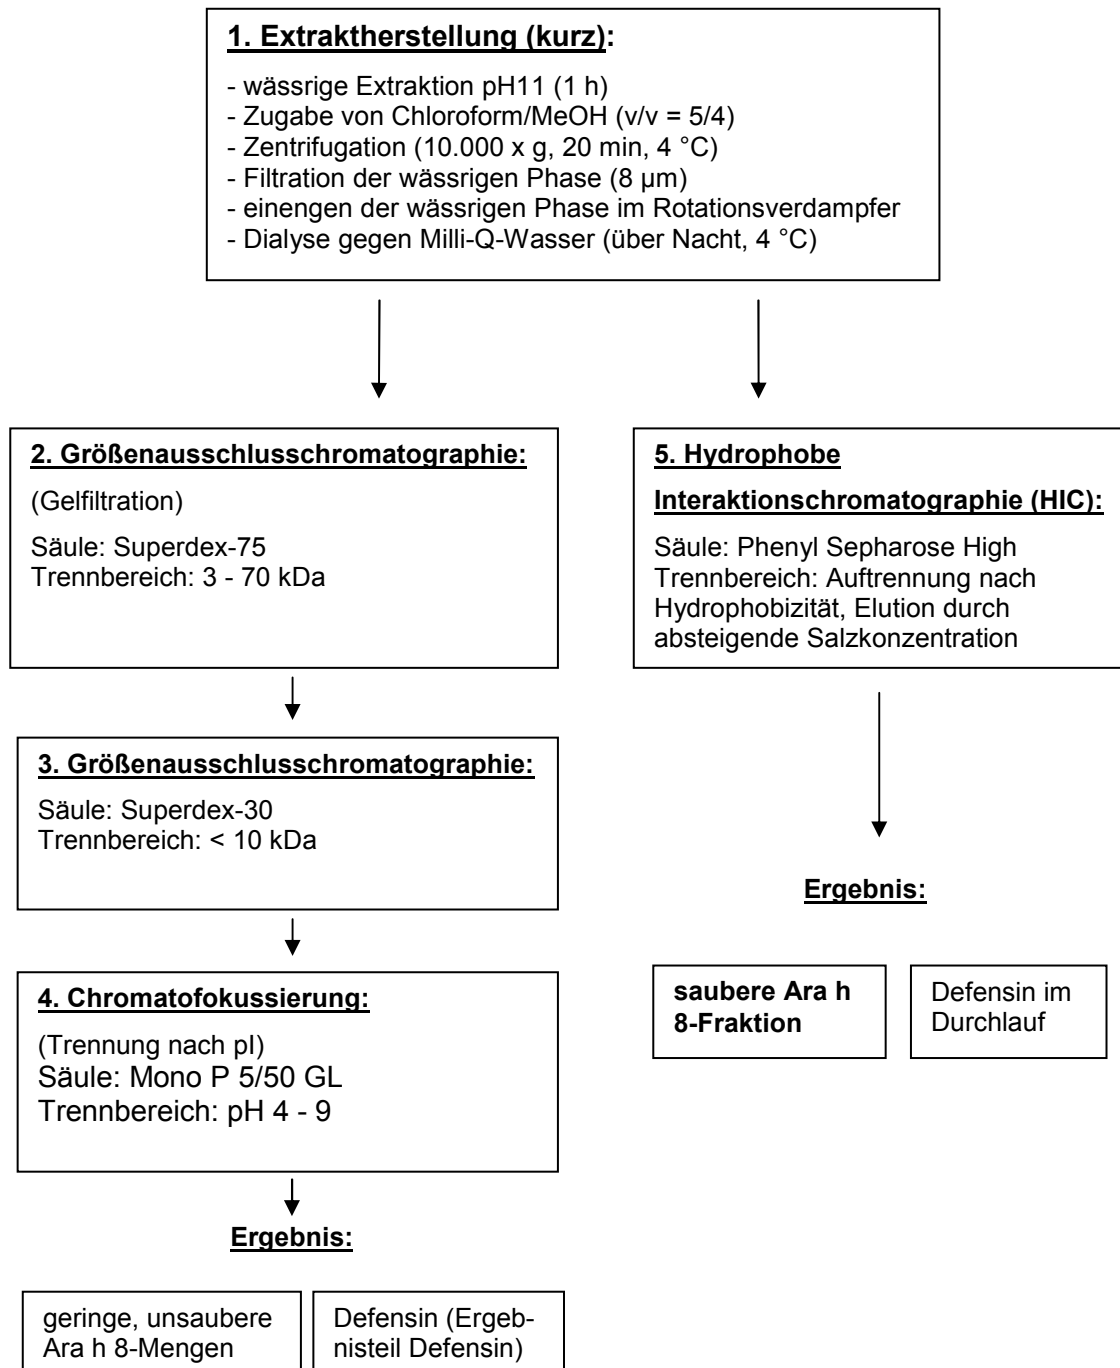 1. Extraktherstellung (kurz):
- wässrige Extraktion pH11 (1 h)
- Zugabe von Chloroform/MeOH (v/v = 5/4)
- Zentrifugation (10.000 x g, 20 min, 4 °C)
- Filtration der wässrigen Phase (8 µm)
- einengen der wässrigen Phase im Rotationsverdampfer
- Dialyse gegen Milli-Q-Wasser (über Nacht, 4 °C)
2. Größenausschlusschromatographie:
(Gelfiltration)
Säule: Superdex-75
Trennbereich: 3 - 70 kDa
3. Größenausschlusschromatographie:
Säule: Superdex-30
Trennbereich: < 10 kDa
4. Chromatofokussierung:
(Trennung nach pI)
Säule: Mono P 5/50 GL
Trennbereich: pH 4 - 9
Ergebnis:
geringe, unsaubere
Ara h 8-Mengen
Defensin (Ergeb-
nisteil Defensin)
5. Hydrophobe
Interaktionschromatographie (HIC):
Säule: Phenyl Sepharose High
Trennbereich: Auftrennung nach
Hydrophobizität, Elution durch
absteigende Salzkonzentration
Ergebnis:
saubere Ara h
8-Fraktion
Defensin im
Durchlauf